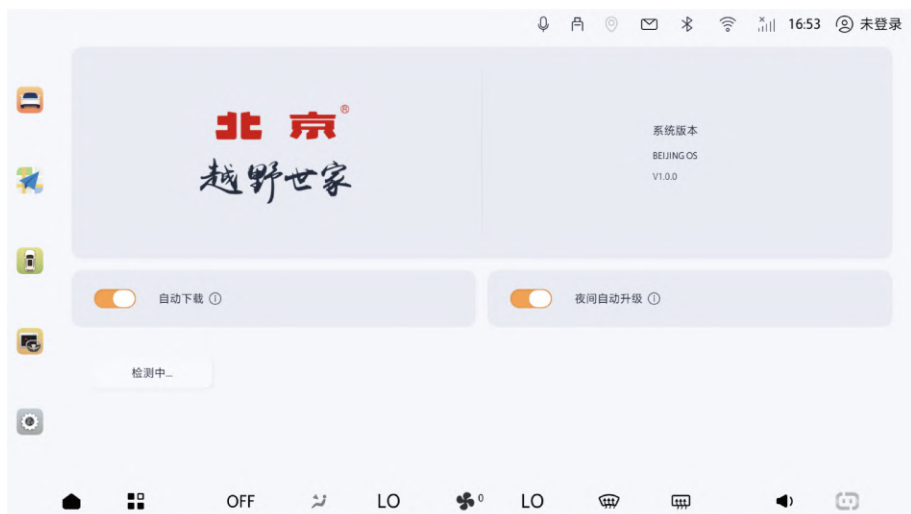 16:53 未登录
北京®
越野世家
系统版本
BEIJING OS
V1.0.0
自动下载
夜间自动升级
检测中...
OFF LO 0 LO